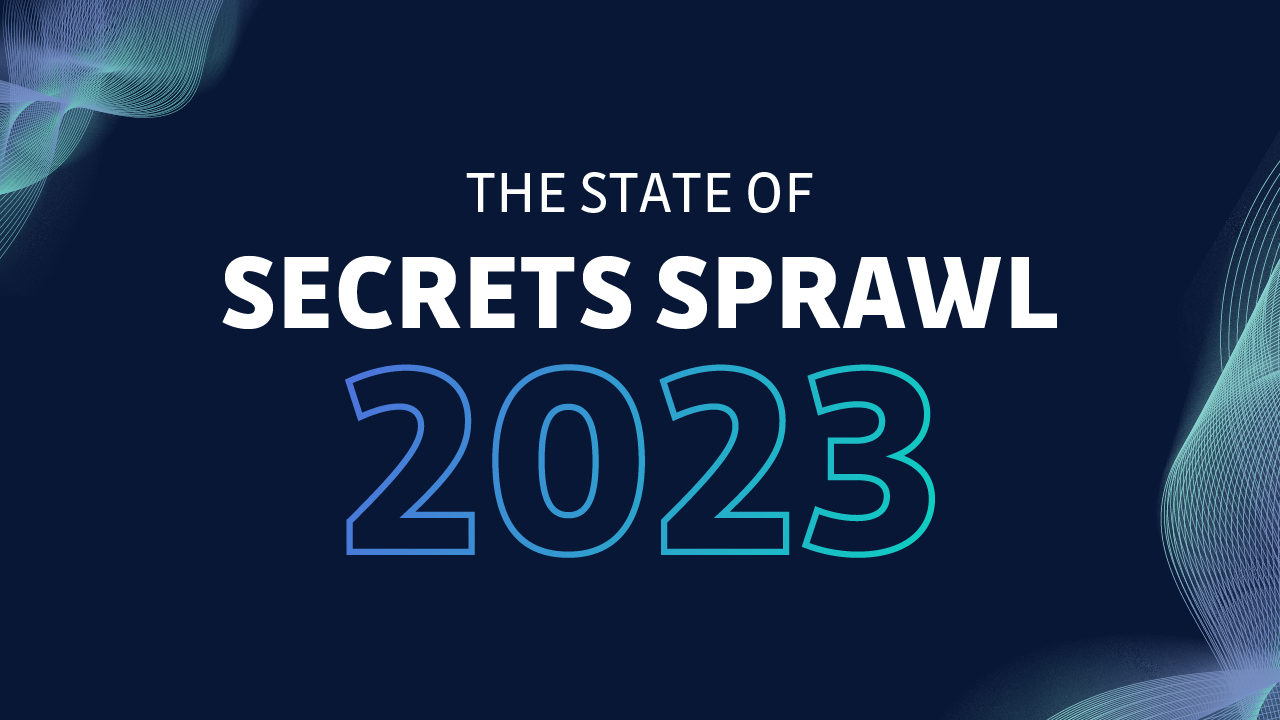 THE STATE OF
SECRETS SPRAWL
2023